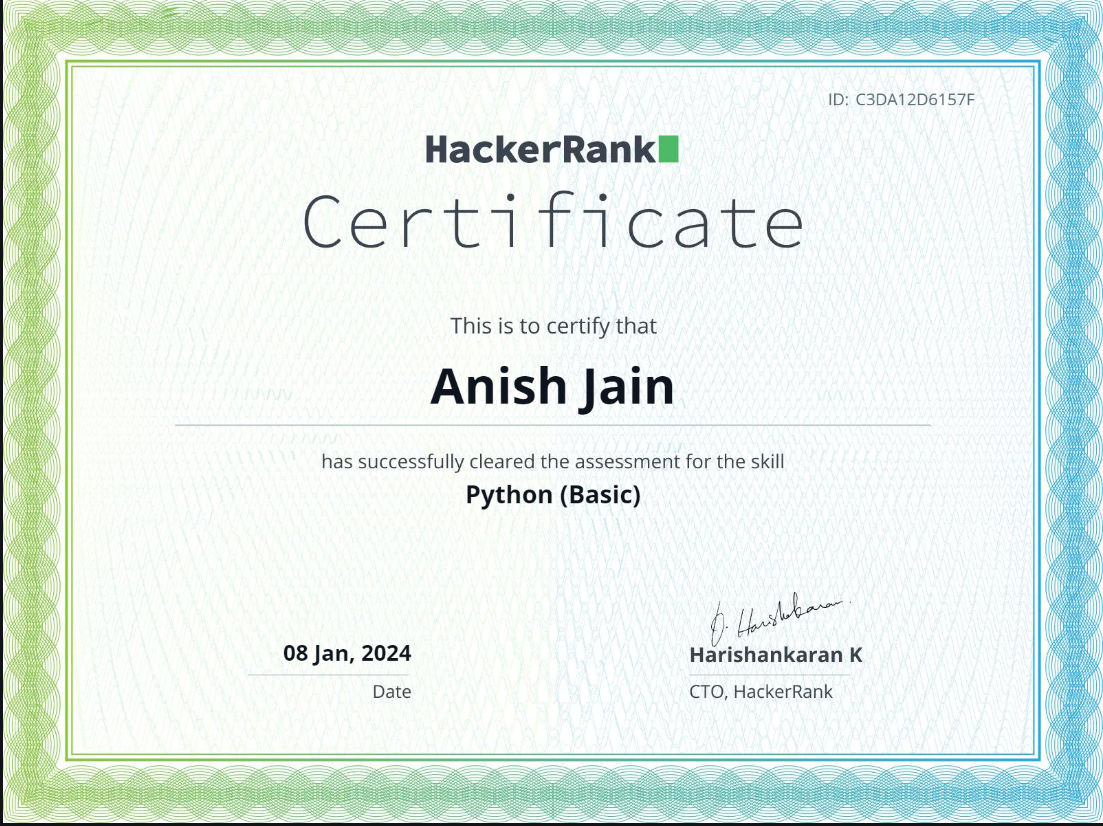 ID: C3DA12D6157F
HackerRank
Certificate
This is to certify that
Anish Jain
has successfully cleared the assessment for the skill
Python (Basic)
08 Jan, 2024
Date
D. Harishankaran.
Harishankaran K
CTO, HackerRank